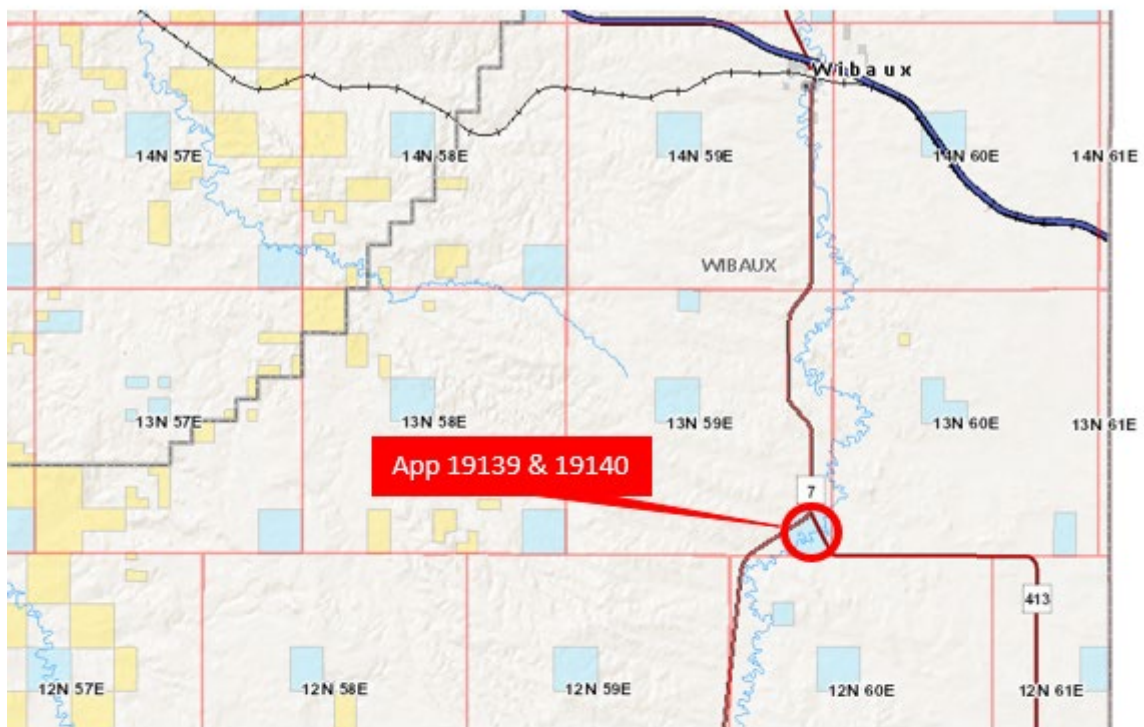 Wibaux
14N 57E
14N 58E
14N 59E
14N 60E
14N 61E
WIBAUX
13N 57E
13N 58E
13N 59E
13N 60E
13N 61E
App 19139 & 19140
7
413
12N 57E
12N 58E
12N 59E
12N 60E
12N 61E